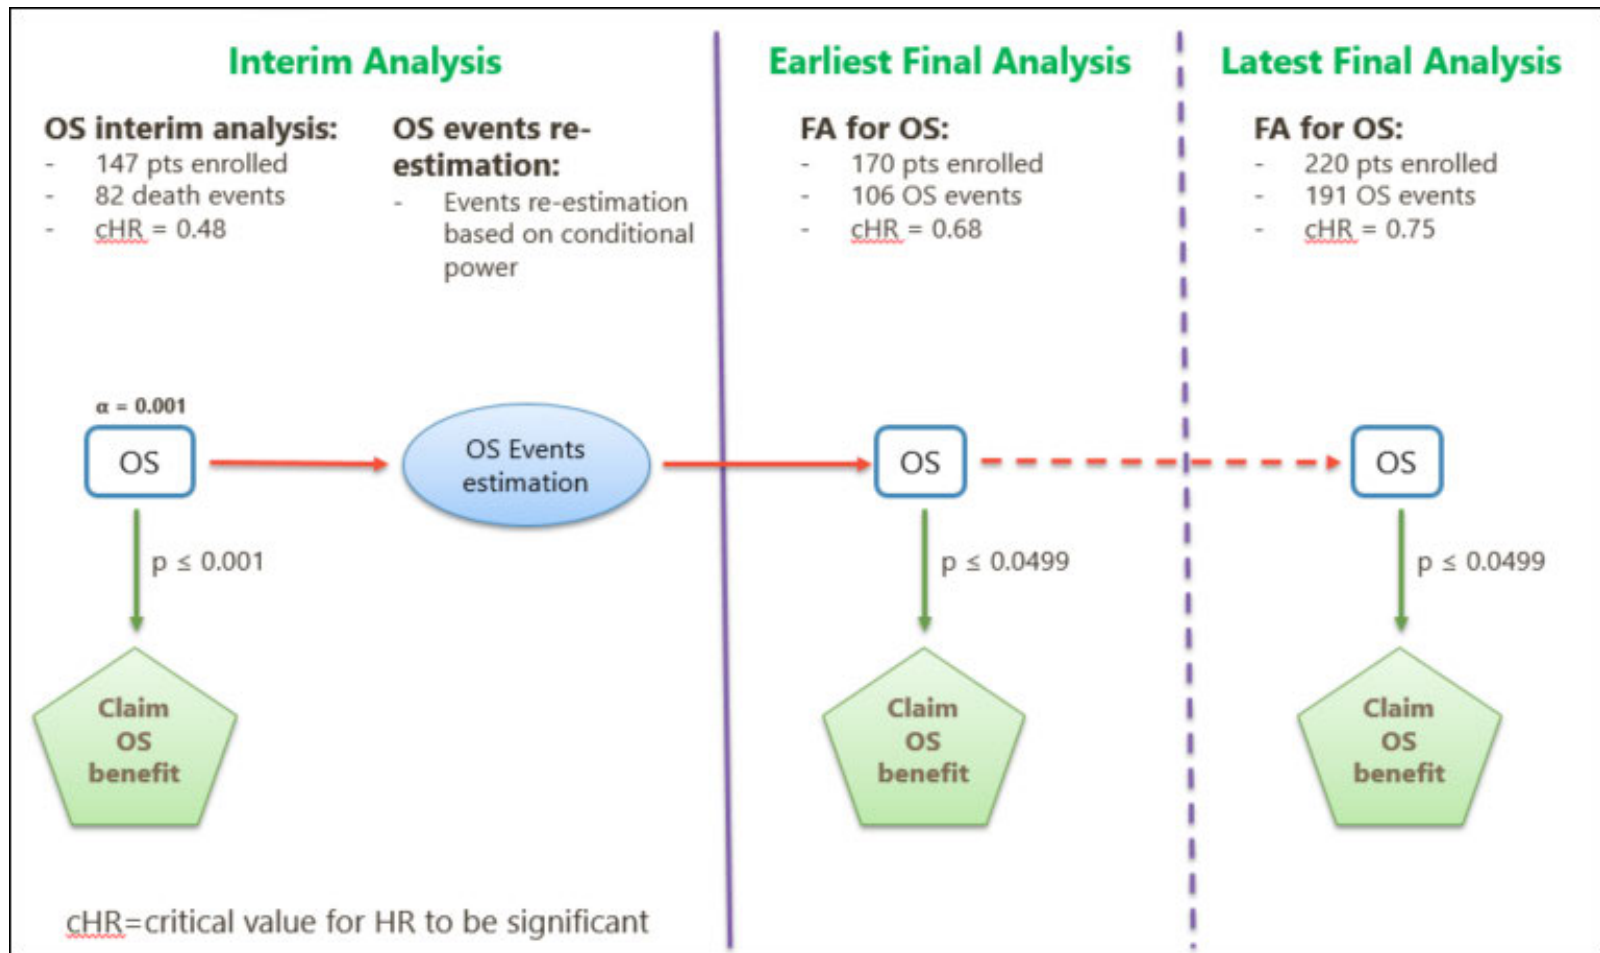 Interim Analysis
OS interim analysis:
- 147 pts enrolled
- 82 death events
- cHR = 0.48
OS events re-
estimation:
- Events re-estimation
based on conditional
power
Earliest Final Analysis
FA for OS:
- 170 pts enrolled
- 106 OS events
- cHR = 0.68
Latest Final Analysis
FA for OS:
- 220 pts enrolled
- 191 OS events
- cHR = 0.75
α = 0.001
OS
OS Events
estimation
OS
OS
p ≤ 0.001
p ≤ 0.0499
p ≤ 0.0499
Claim
OS
benefit
Claim
OS
benefit
Claim
OS
benefit
cHR=critical value for HR to be significant